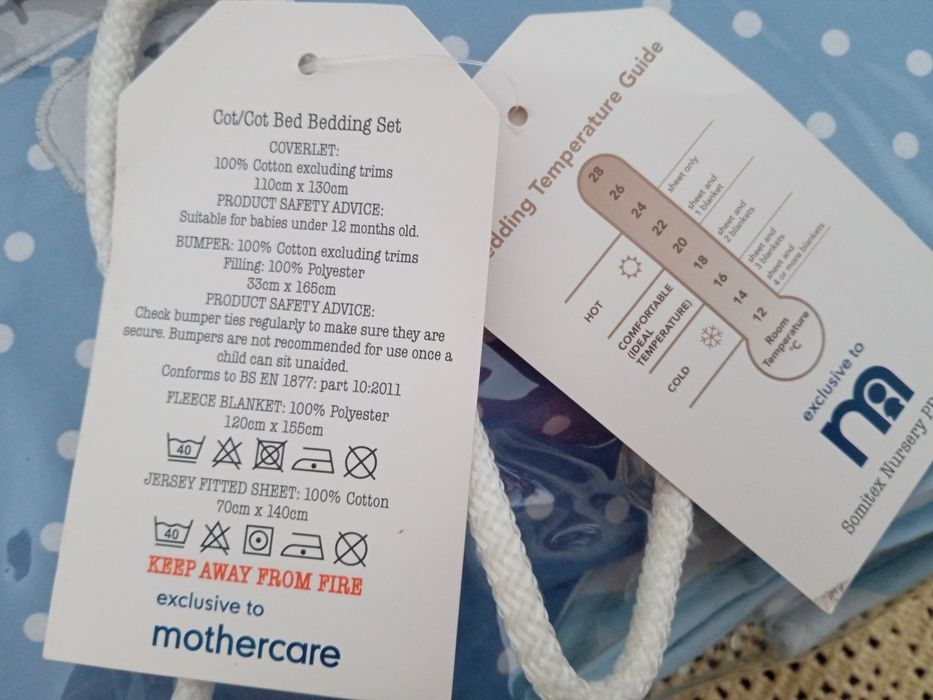 Cot/Cot Bed Bedding Set
COVERLET:
100% Cotton excluding trims
110cm x 130cm
PRODUCT SAFETY ADVICE:
Suitable for babies under 12 months old.
BUMPER: 100% Cotton excluding trims
Filling: 100% Polyester
33cm x 165cm
PRODUCT SAFETY ADVICE:
Check bumper ties regularly to make sure they are
secure. Bumpers are not recommended for use once a
child can sit unaided.
Conforms to BS EN 1877: part 10:2011
FLEECE BLANKET: 100% Polyester
120cm x 155cm
40
JERSEY FITTED SHEET: 100% Cotton
70cm x 140cm
40
KEEP AWAY FROM FIRE
exclusive to
mothercare
edding Temperature Guide
28
26
24
22
20
18
16
14
12
Room
Temperature
°C
sheet only
sheet and
1 blanket
sheet and
2 blankets
sheet and
3 blankets
sheet and
4 or more blankets
HOT
COMFORTABLE
(IDEAL
TEMPERATURE)
COLD
exclusive to
m
Somitex Nursery